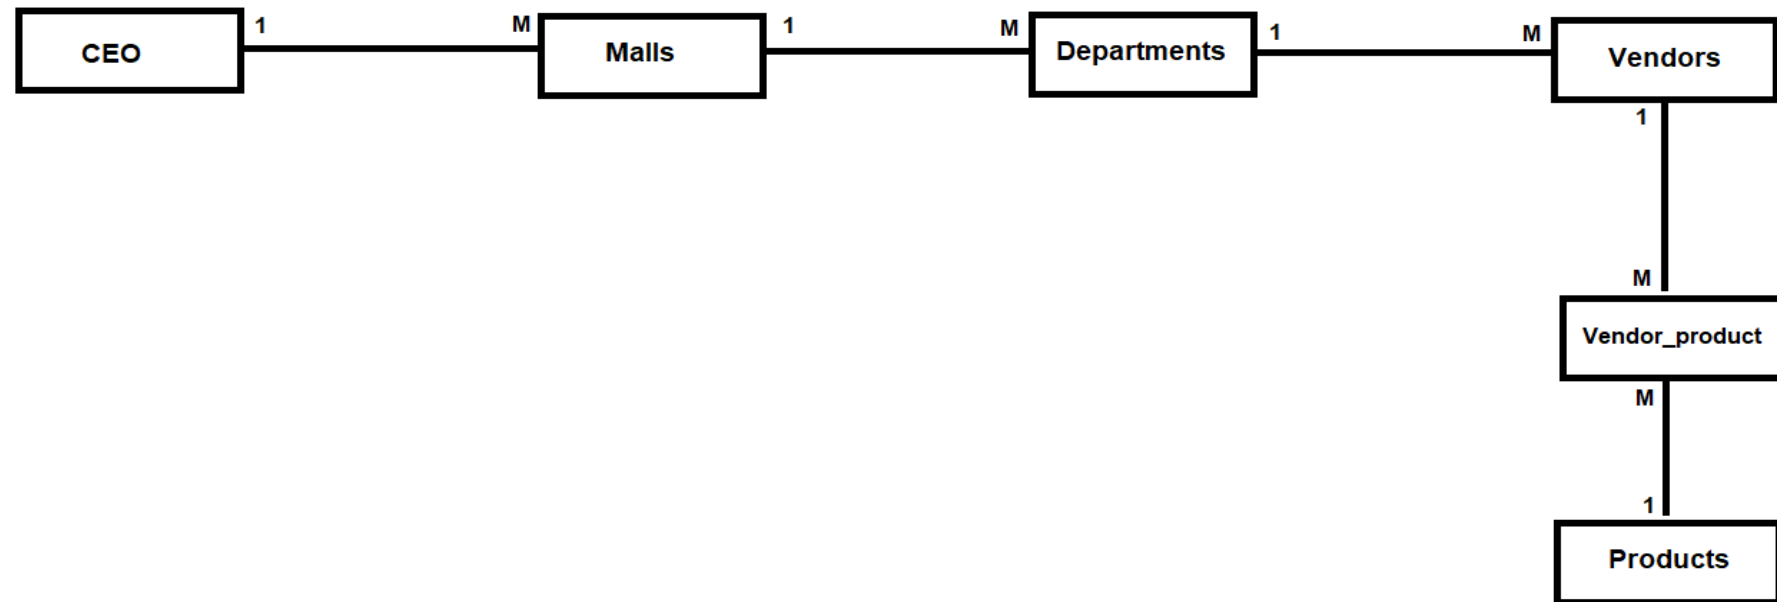 CEO
1
M
Malls
1
M
Departments
1
M
Vendors
1
M
Vendor_product
M
1
Products